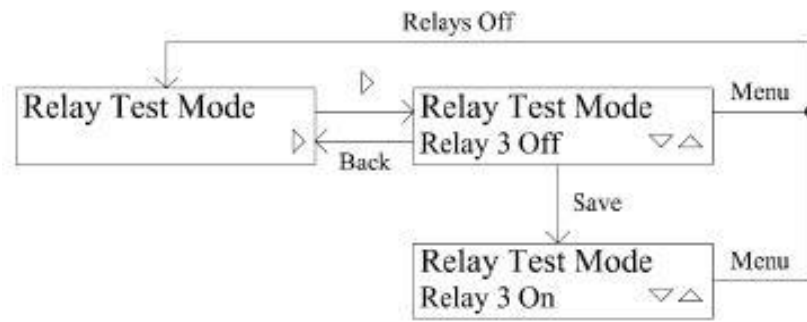 Relays Off
Relay Test Mode
Relay Test Mode
Relay 3 Off
Menu
Back
Save
Relay Test Mode
Relay 3 On
Menu